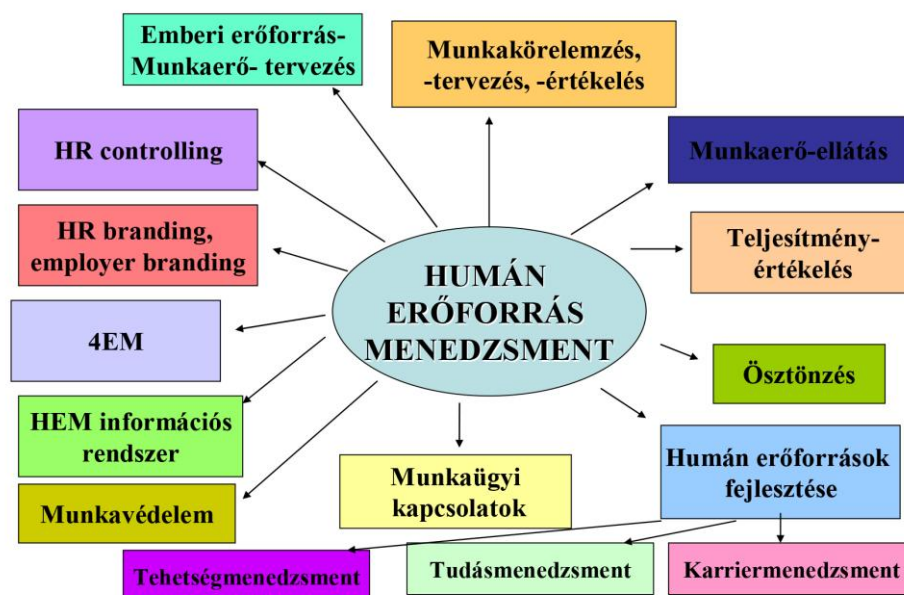 Emberi erőforrás-
Munkaerő- tervezés
Munkakörelemzés,
-tervezés, -értékelés
HR controlling
Munkaerő-ellátás
HR branding,
employer branding
Teljesítmény-
értékelés
HUMÁN
ERŐFORRÁS
MENEDZSMENT
4EM
Ösztönzés
HEM információs
rendszer
Humán erőforrások
fejlesztése
Munkaügyi
kapcsolatok
Munkavédelem
Tehetségmenedzsment
Tudásmenedzsment
Karriermenedzsment